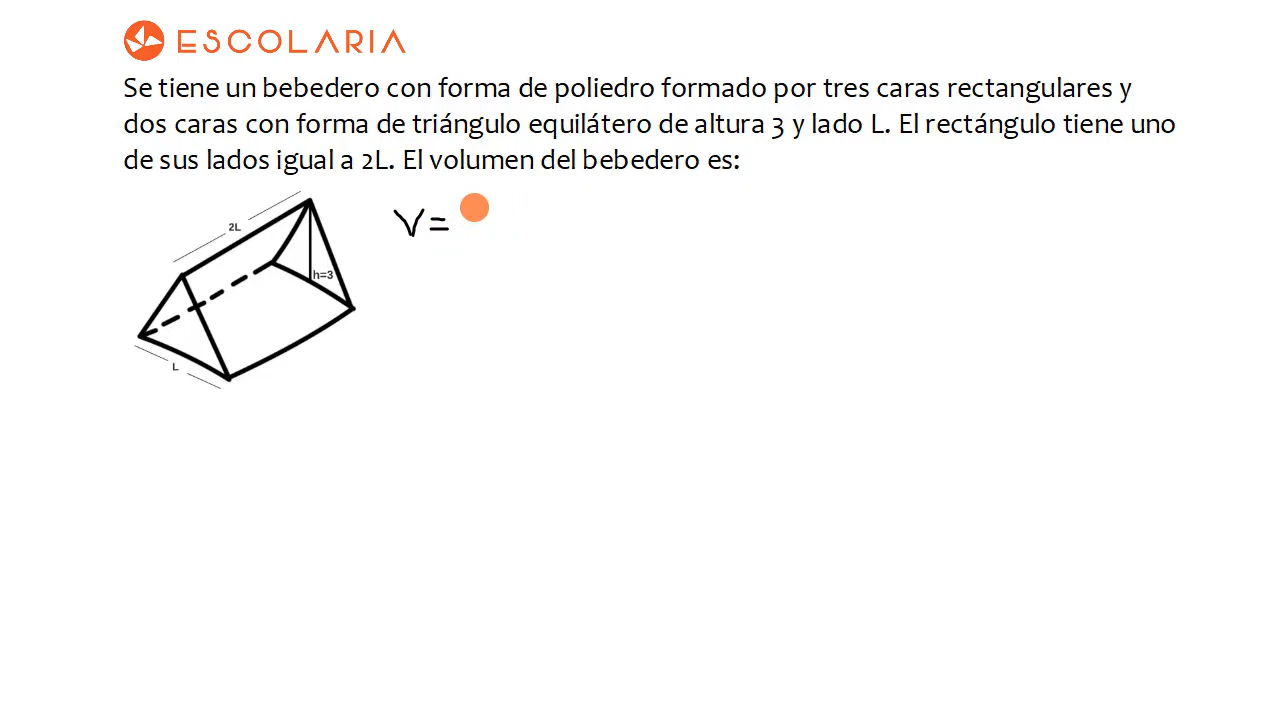 ESCOLARIA
Se tiene un bebedero con forma de poliedro formado por tres caras rectangulares y
dos caras con forma de triángulo equilátero de altura 3 y lado L. El rectángulo tiene uno
de sus lados igual a 2L. El volumen del bebedero es:
2L
V=
h=3
L